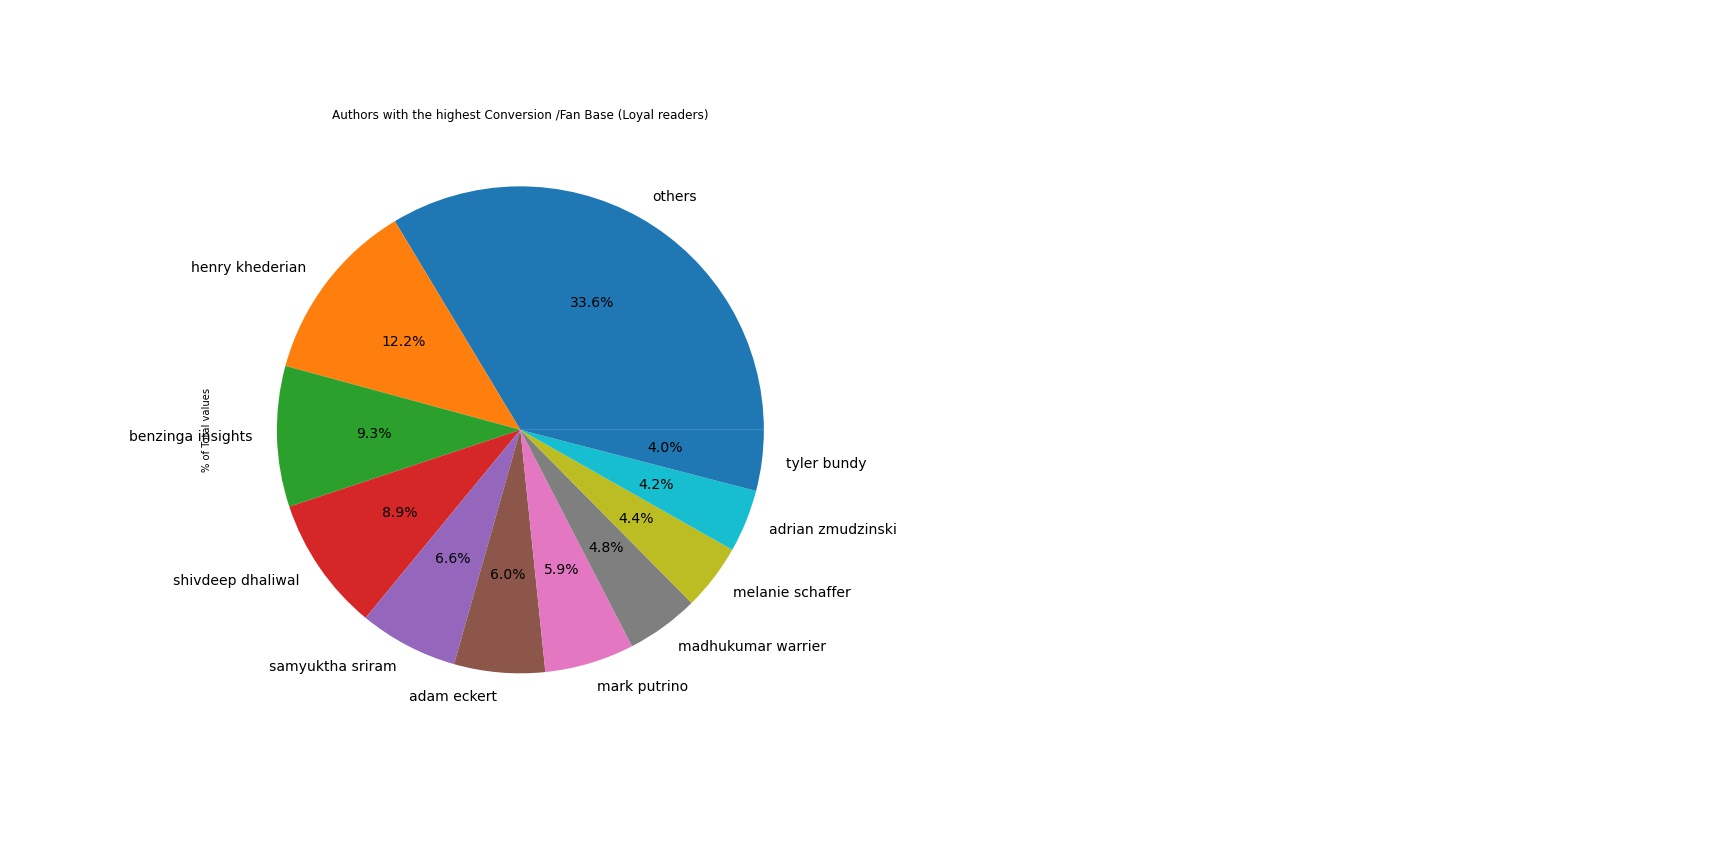 Authors with the highest Conversion /Fan Base (Loyal readers)
others
33.6%
henry khederian
12.2%
benzinga insights
9.3%
% of Total values
shivdeep dhaliwal
8.9%
samyuktha sriram
6.6%
adam eckert
6.0%
mark putrino
5.9%
madhukumar warrier
4.8%
melanie schaffer
4.4%
adrian zmudzinski
4.2%
tyler bundy
4.0%